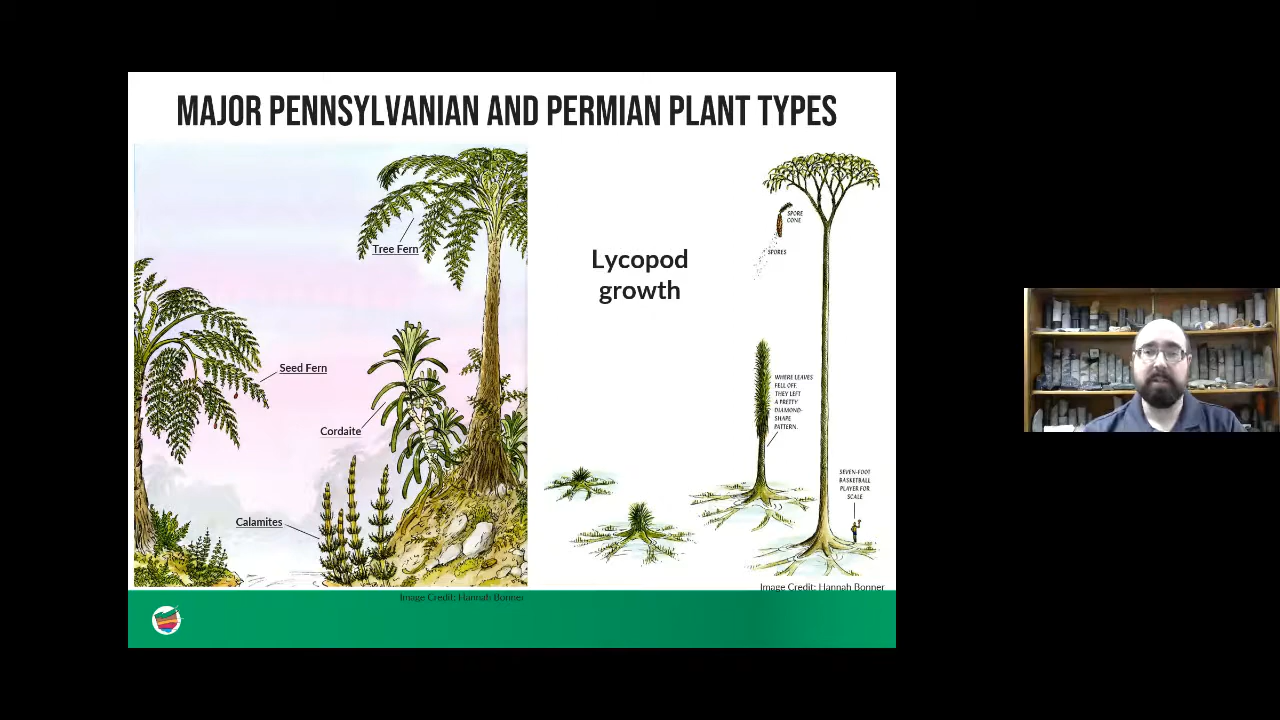 MAJOR PENNSYLVANIAN AND PERMIAN PLANT TYPES
Tree Fern
Seed Fern
Cordaite
Calamites
Image Credit: Hannah Bonner
Lycopod
growth
SPORE
CONE
SPORES
WHERE LEAVES
FELL OFF,
THEY LEFT
A PRETTY
DIAMOND-
SHAPE
PATTERN.
SEVEN-FOOT
BASKETBALL
PLAYER FOR
SCALE
Image Credit: Hannah Bonner